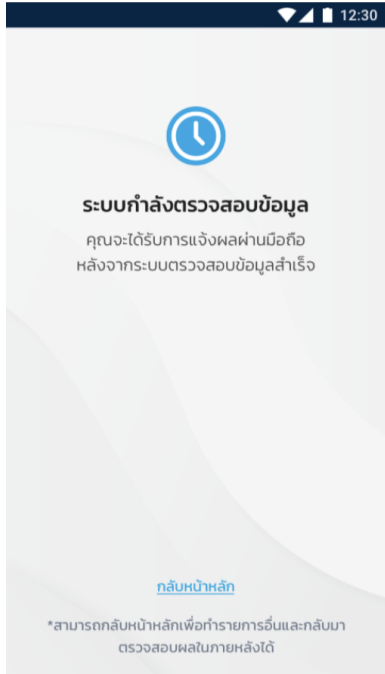 12:30
ระบบกำลังตรวจสอบข้อมูล
คุณจะได้รับการแจ้งผลผ่านมือถือ
หลังจากระบบตรวจสอบข้อมูลสำเร็จ
กลับหน้าหลัก
*สามารถกลับหน้าหลักเพื่อทำรายการอื่นและกลับมา
ตรวจสอบผลในภายหลังได้